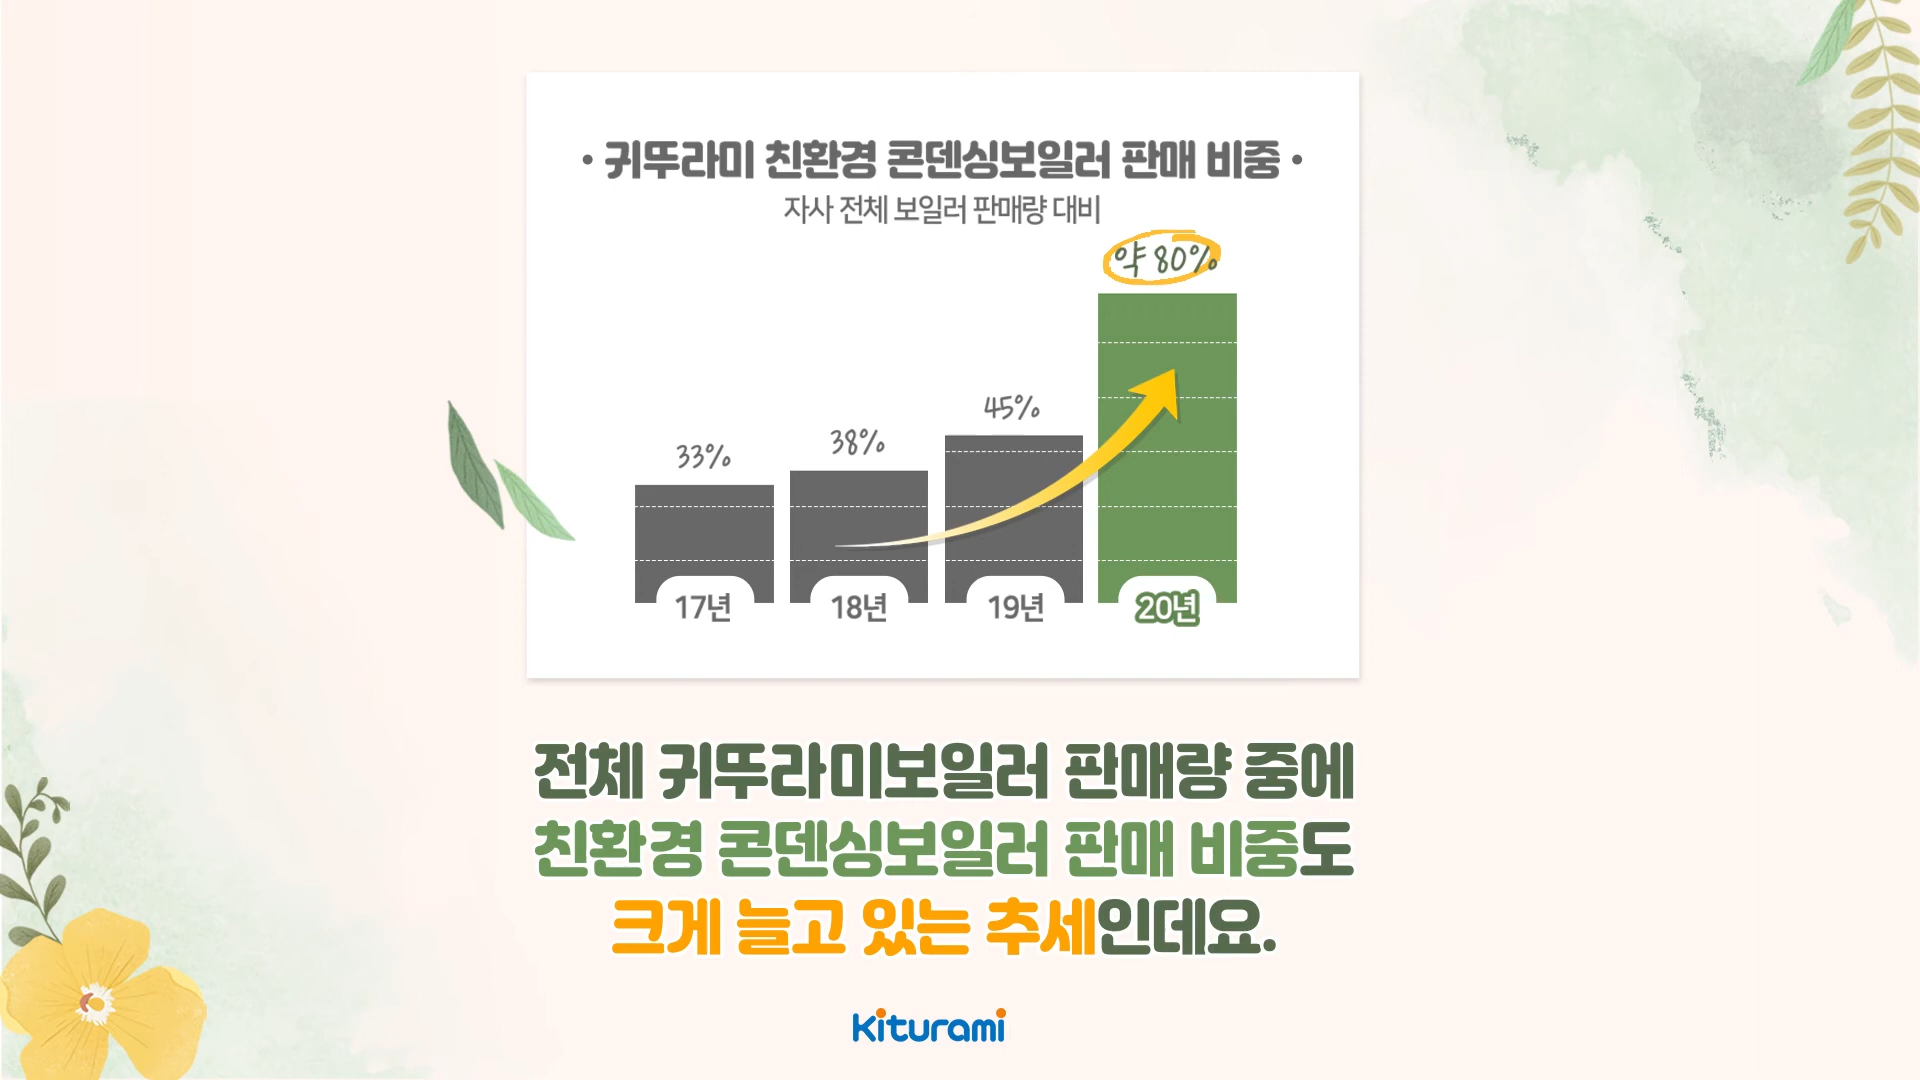 • 귀뚜라미 친환경 콘덴싱보일러 판매 비중 •
자사 전체 보일러 판매량 대비
약 80%
45%
38%
33%
17년
18년
19년
20년
전체 귀뚜라미보일러 판매량 중에
친환경 콘덴싱보일러 판매 비중도
크게 늘고 있는 추세인데요.
Kiturami